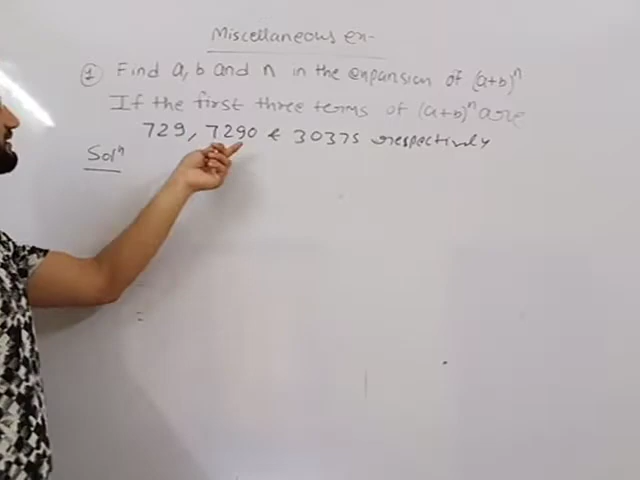 Miscellaneous ex-
① Find a, b and n in the expansion of (a+b)ⁿ
If the first three terms of (a+b)ⁿ are
729, 7290 & 30375 respectively
Solⁿ
=